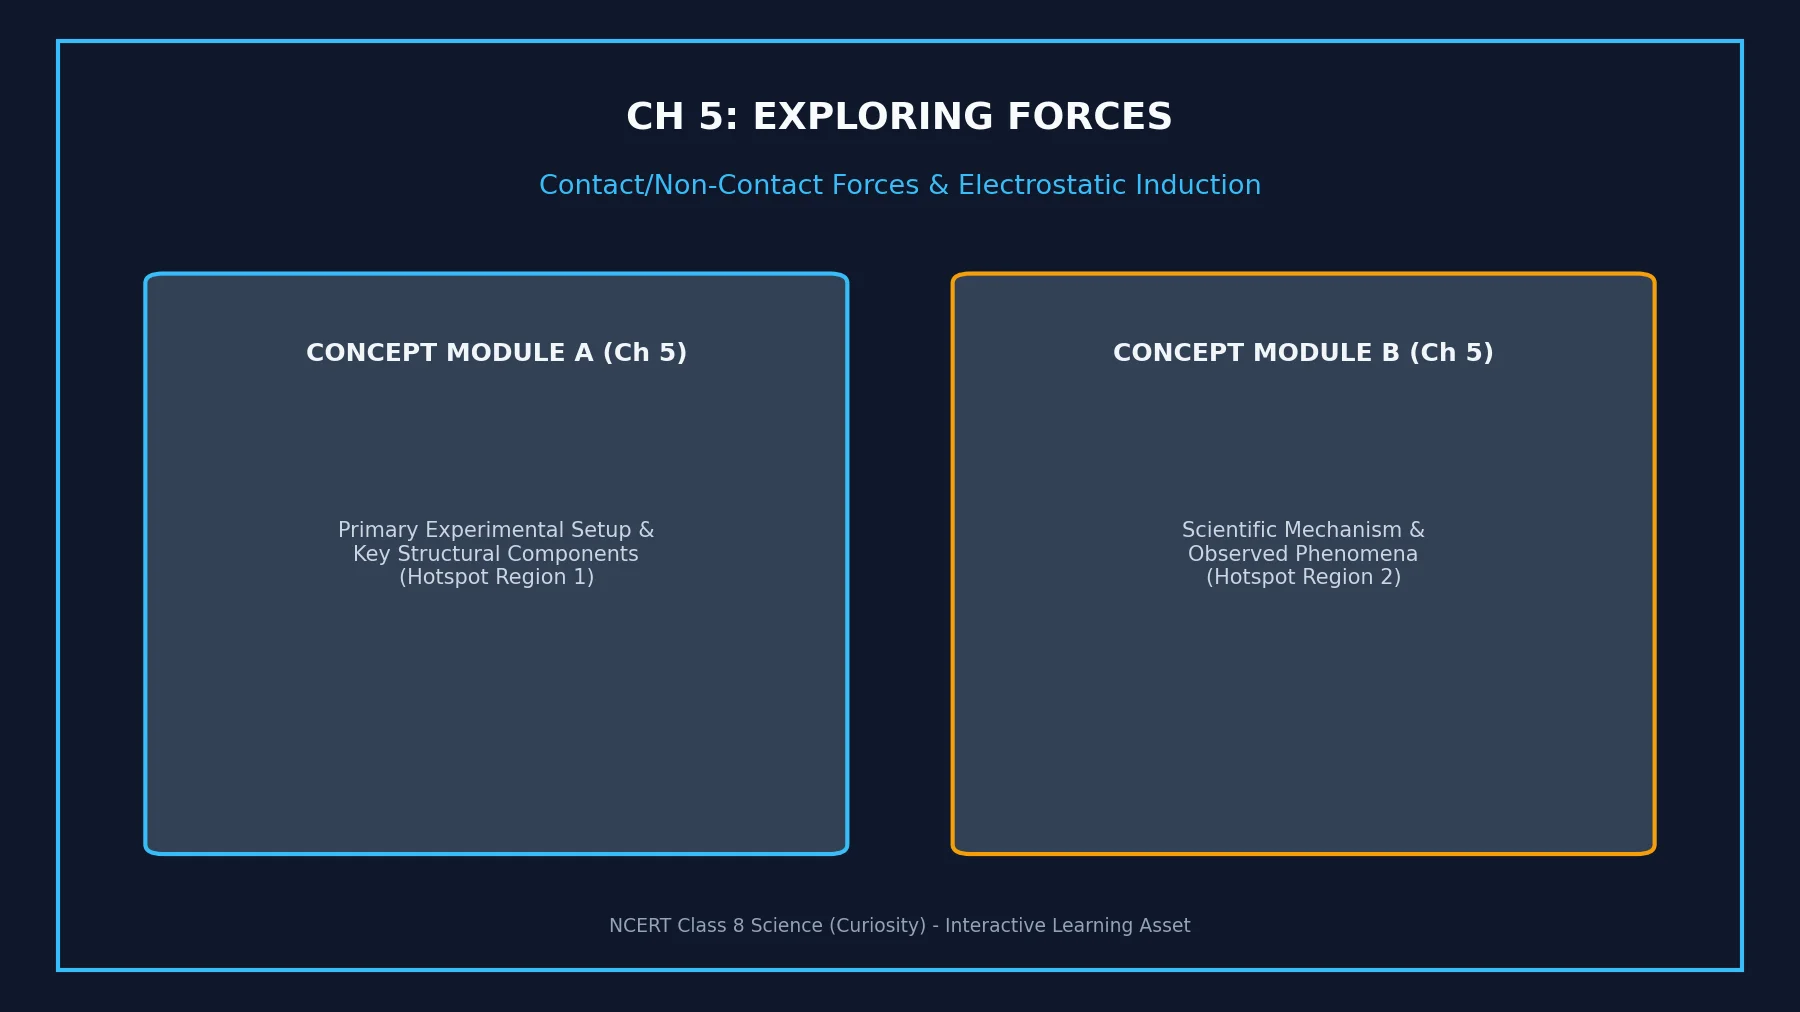 CH 5: EXPLORING FORCES
Contact/Non-Contact Forces & Electrostatic Induction
CONCEPT MODULE A (Ch 5)
Primary Experimental Setup &
Key Structural Components
(Hotspot Region 1)
CONCEPT MODULE B (Ch 5)
Scientific Mechanism &
Observed Phenomena
(Hotspot Region 2)
NCERT Class 8 Science (Curiosity) - Interactive Learning Asset